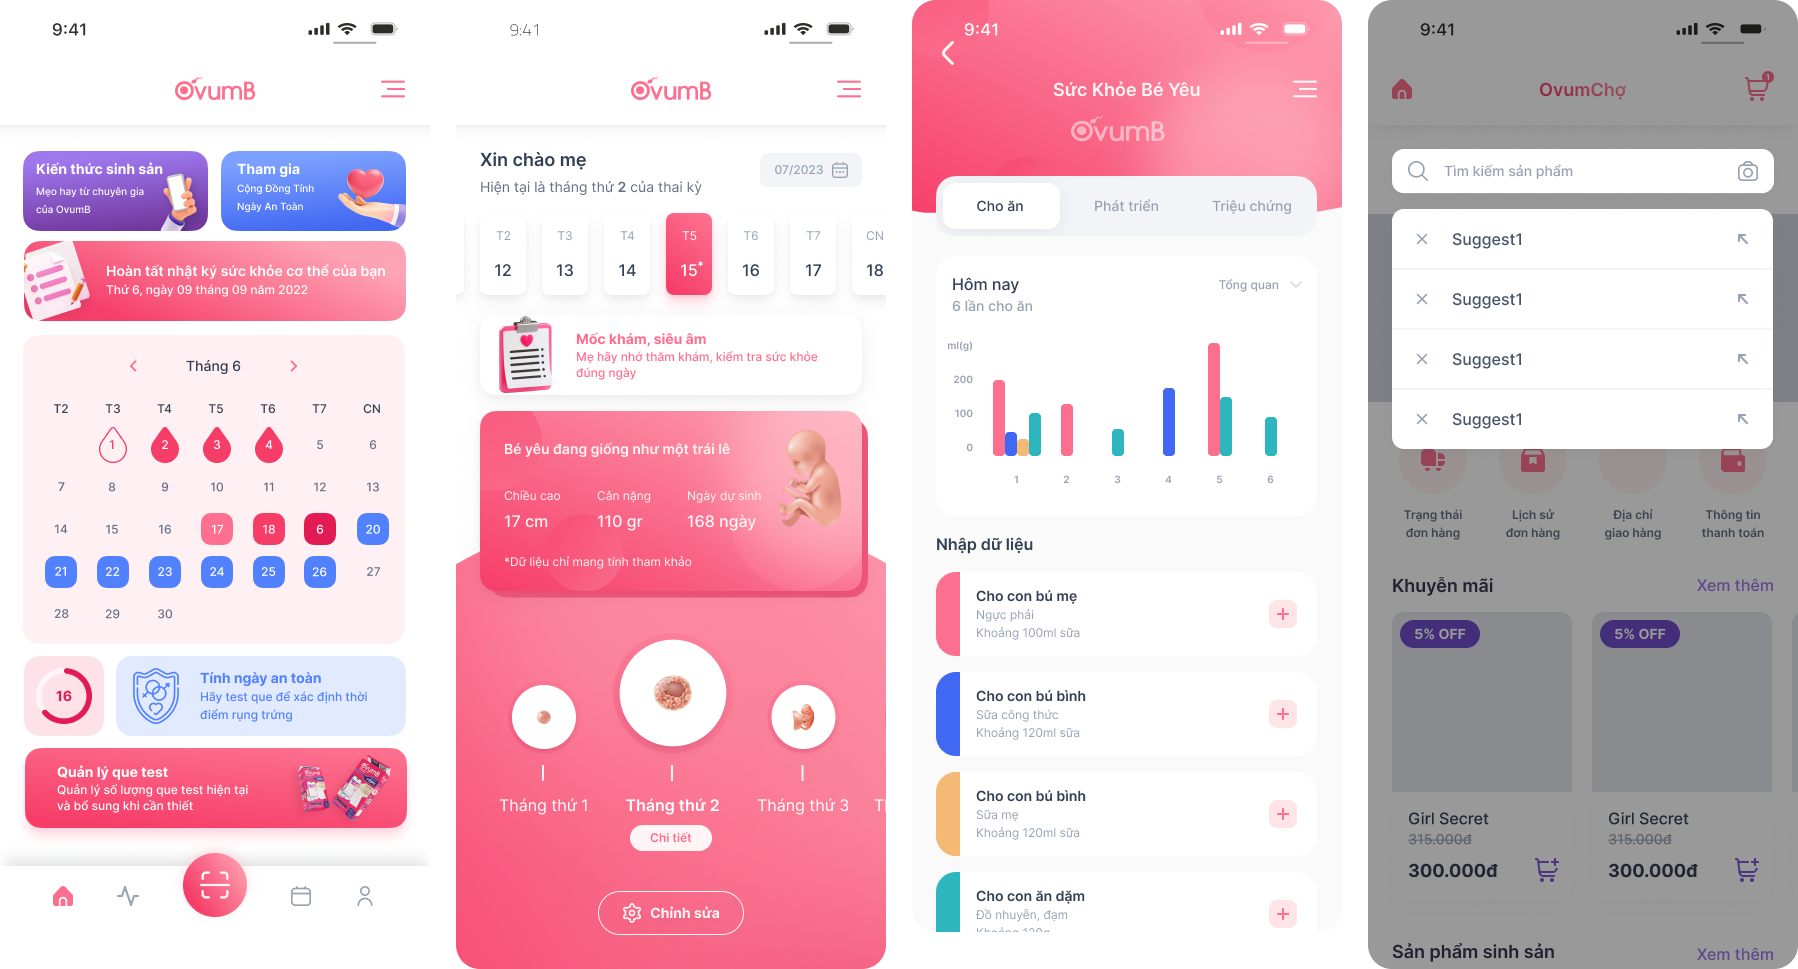 9:41
OvumB
Kiến thức sinh sản
Mẹo hay từ chuyên gia
của OvumB
Tham gia
Cộng Đồng Tính
Ngày An Toàn
Hoàn tất nhật ký sức khỏe cơ thể của bạn
Thứ 6, ngày 09 tháng 09 năm 2022
Tháng 6
T2 T3 T4 T5 T6 T7 CN
1 2 3 4 5 6
7 8 9 10 11 12 13
14 15 16 17 18 6 20
21 22 23 24 25 26 27
28 29 30
16
Tính ngày an toàn
Hãy test que để xác định thời
điểm rụng trứng
Quản lý que test
Quản lý số lượng que test hiện tại
và bổ sung khi cần thiết
9:41
OvumB
Xin chào mẹ
07/2023
Hiện tại là tháng thứ 2 của thai kỳ
T2 T3 T4 T5 T6 T7 CN
12 13 14 15* 16 17 18
Mốc khám, siêu âm
Mẹ hãy nhớ thăm khám, kiểm tra sức khỏe
đúng ngày
Bé yêu đang giống như một trái lê
Chiều cao Cân nặng Ngày dự sinh
17 cm 110 gr 168 ngày
*Dữ liệu chỉ mang tính tham khảo
Tháng thứ 1 Tháng thứ 2 Tháng thứ 3 T
Chi tiết
Chỉnh sửa
9:41
Sức Khỏe Bé Yêu
OvumB
Cho ăn Phát triển Triệu chứng
Hôm nay
Tổng quan
6 lần cho ăn
ml(g)
200
100
0
1 2 3 4 5 6
Nhập dữ liệu
Cho con bú mẹ
Ngực phải
Khoảng 100ml sữa
Cho con bú bình
Sữa công thức
Khoảng 120ml sữa
Cho con bú bình
Sữa mẹ
Khoảng 120ml sữa
Cho con ăn dặm
Đồ nhuyễn, đạm
Khoảng 120g
9:41
OvumChợ
1
Tìm kiếm sản phẩm
Suggest1
Suggest1
Suggest1
Suggest1
Trạng thái
đơn hàng
Lịch sử
đơn hàng
Địa chỉ
giao hàng
Thông tin
thanh toán
Khuyễn mãi
Xem thêm
5% OFF 5% OFF
Girl Secret Girl Secret
315.000đ 315.000đ
300.000đ 300.000đ
Sản phẩm sinh sản
Xem thêm